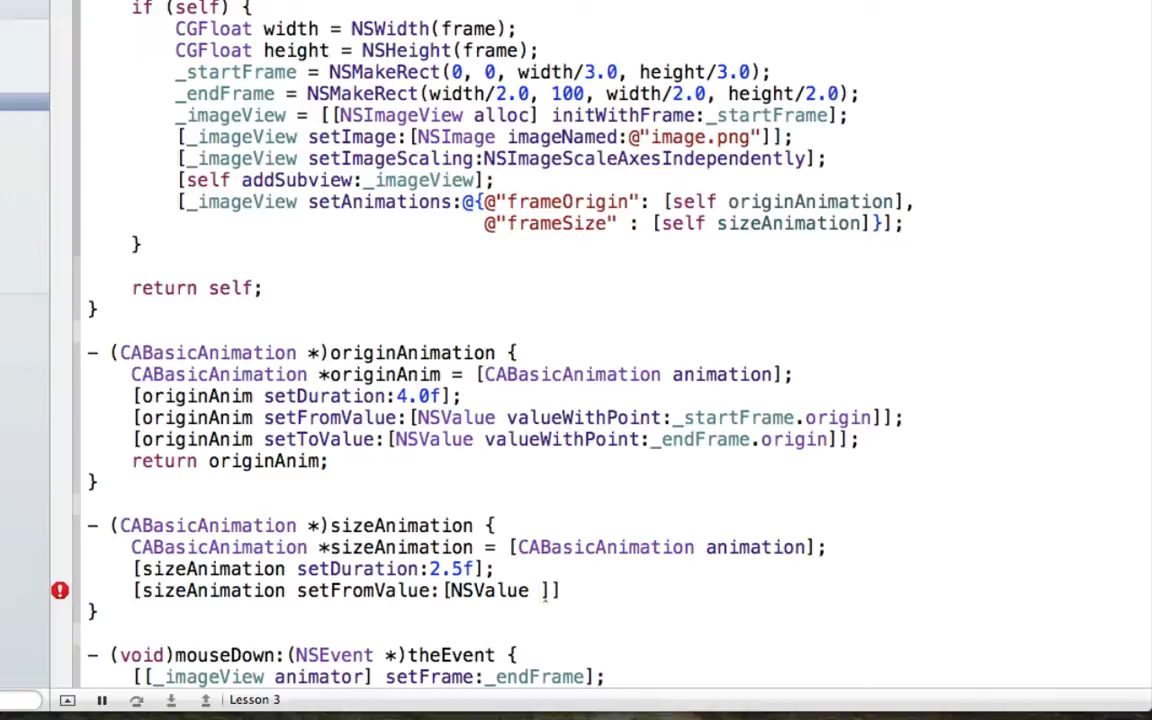 if (self) {
CGFloat width = NSWidth(frame);
CGFloat height = NSHeight(frame);
_startFrame = NSMakeRect(0, 0, width/3.0, height/3.0);
_endFrame = NSMakeRect(width/2.0, 100, width/2.0, height/2.0);
_imageView = [[NSImageView alloc] initWithFrame:_startFrame];
[_imageView setImage:[NSImage imageNamed:@"image.png"]];
[_imageView setImageScaling:NSImageScaleAxesIndependently];
[self addSubview:_imageView];
[_imageView setAnimations:@{@"frameOrigin": [self originAnimation],
@"frameSize" : [self sizeAnimation]}];
}
return self;
}
- (CABasicAnimation *)originAnimation {
CABasicAnimation *originAnim = [CABasicAnimation animation];
[originAnim setDuration:4.0f];
[originAnim setFromValue:[NSValue valueWithPoint:_startFrame.origin]];
[originAnim setToValue:[NSValue valueWithPoint:_endFrame.origin]];
return originAnim;
}
- (CABasicAnimation *)sizeAnimation {
CABasicAnimation *sizeAnimation = [CABasicAnimation animation];
[sizeAnimation setDuration:2.5f];
[sizeAnimation setFromValue:[NSValue ]]
}
- (void)mouseDown:(NSEvent *)theEvent {
[[_imageView animator] setFrame:_endFrame];
Lesson 3